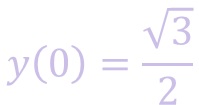 y(0) = √3/2